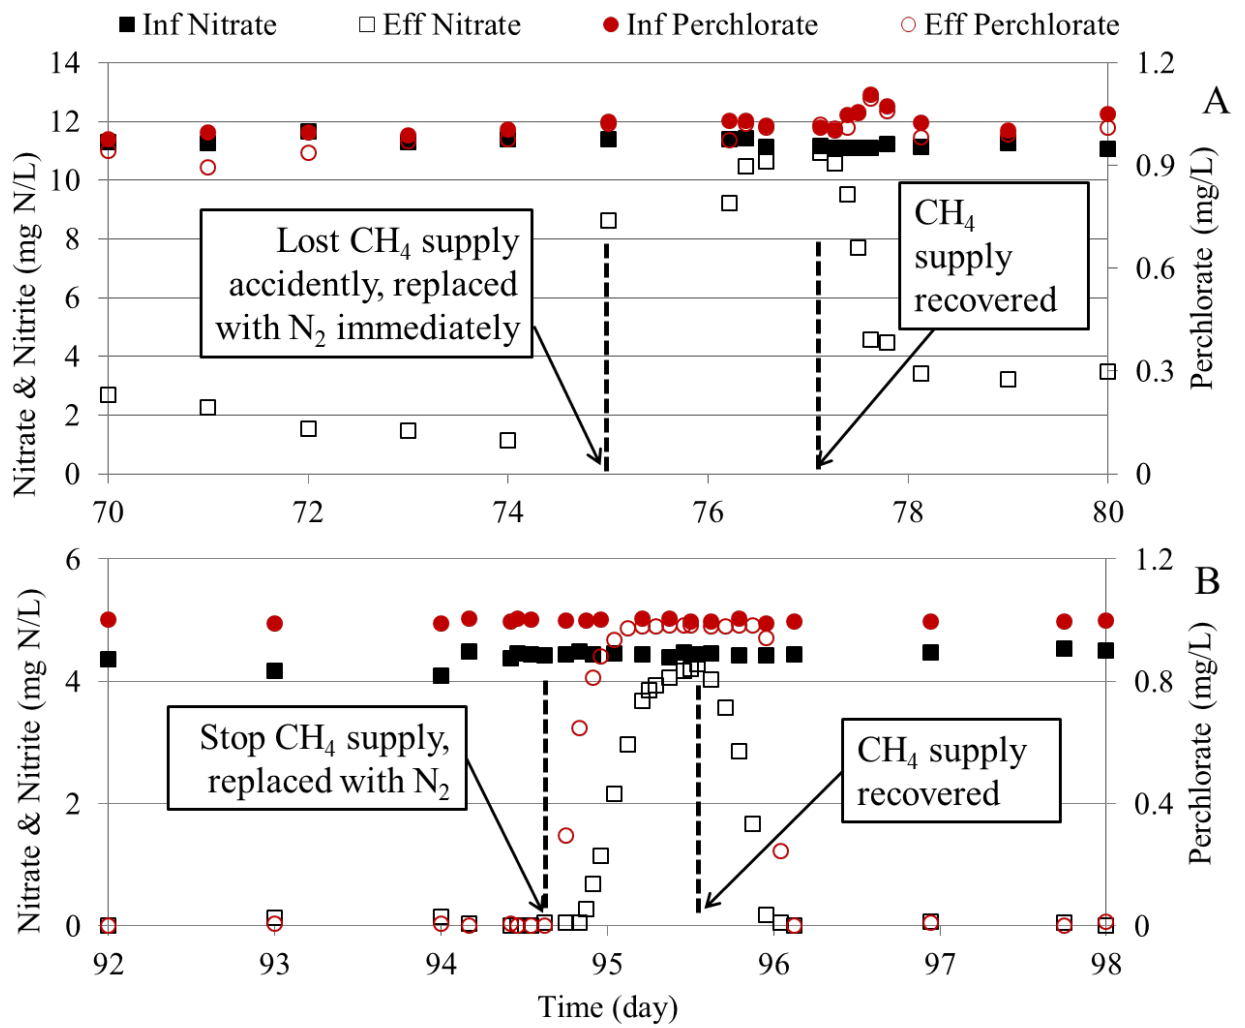 Inf Nitrate Eff Nitrate Inf Perchlorate Eff Perchlorate
Nitrate & Nitrite (mg N/L)
14
12
10
8
6
4
2
0
Lost CH₄ supply
accidently, replaced
with N₂ immediately
CH₄
supply
recovered
A
Perchlorate (mg/L)
1.2
0.9
0.6
0.3
0
70 72 74 76 78 80
Nitrate & Nitrite (mg N/L)
6
4
2
0
Stop CH₄ supply,
replaced with N₂
CH₄ supply
recovered
B
Perchlorate (mg/L)
1.2
0.8
0.4
0
92 93 94 95 96 97 98
Time (day)